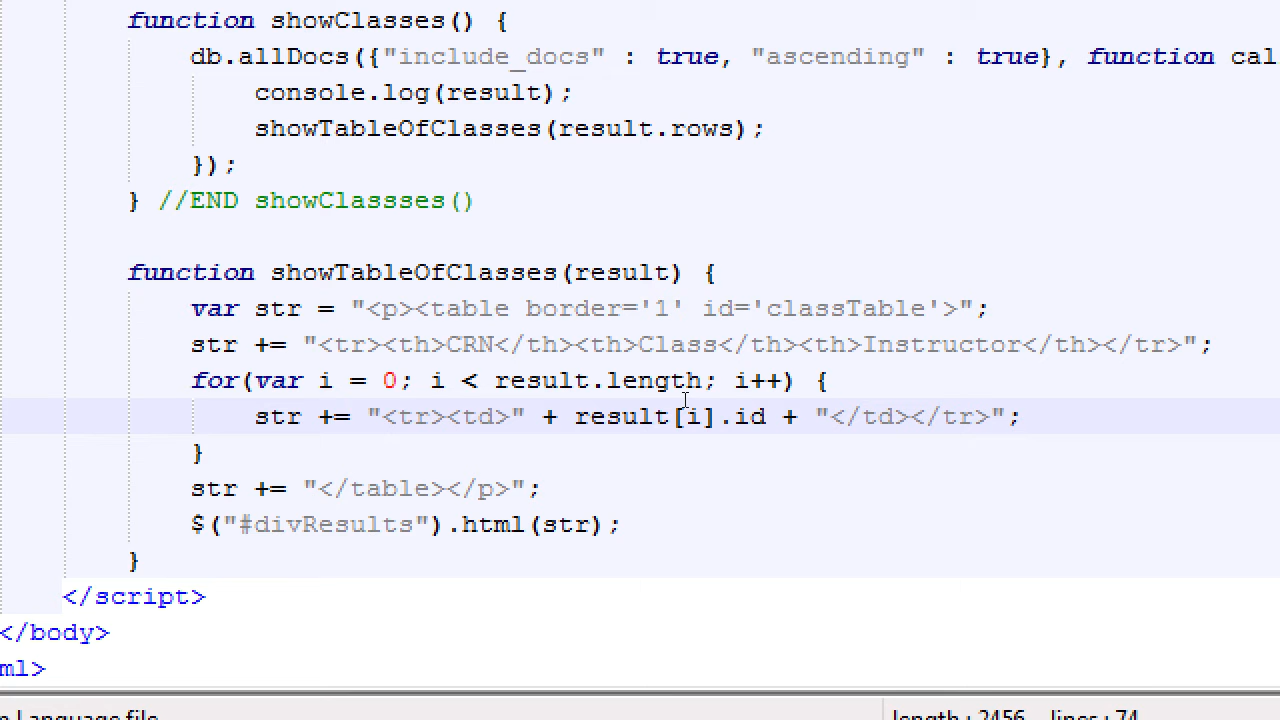 function showClasses() {
db.allDocs({"include_docs" : true, "ascending" : true}, function cal
console.log(result);
showTableOfClasses(result.rows);
});
} //END showClassses()
function showTableOfClasses(result) {
var str = "<p><table border='1' id='classTable'>";
str += "<tr><th>CRN</th><th>Class</th><th>Instructor</th></tr>";
for(var i = 0; i < result.length; i++) {
str += "<tr><td>" + result[i].id + "</td></tr>";
}
str += "</table></p>";
$("#divResults").html(str);
}
</script>
</body>
ml>
n Language file
length : 2456 lines : 74